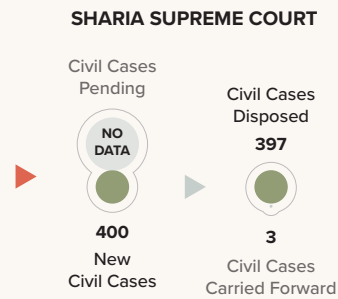 SHARIA SUPREME COURT
Civil Cases
Pending
NO
DATA
400
New
Civil Cases
Civil Cases
Disposed
397
3
Civil Cases
Carried Forward